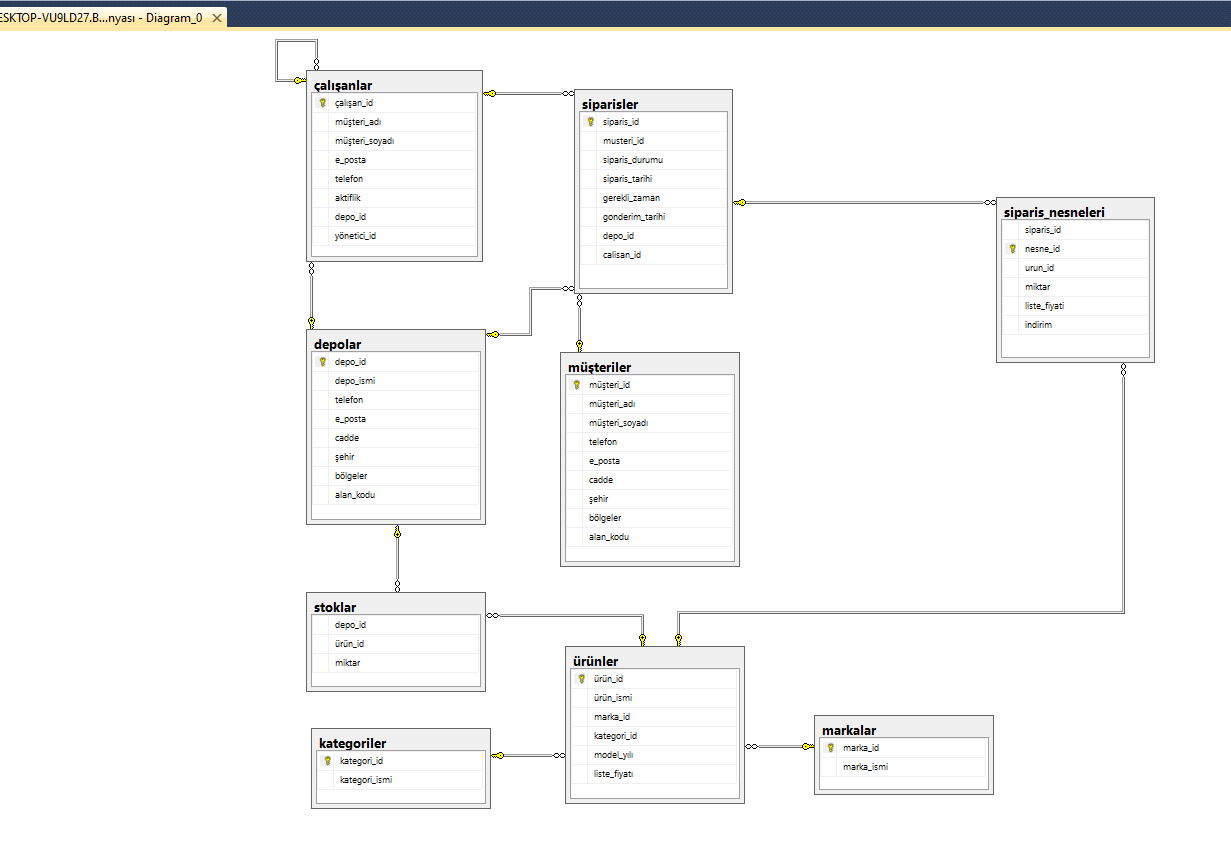 ESKTOP-VU9LD27.B...nyası - Diagram_0
çalışanlar
çalışan_id
müşteri_adı
müşteri_soyadı
e_posta
telefon
aktiflik
depo_id
yönetici_id
siparisler
siparis_id
musteri_id
siparis_durumu
siparis_tarihi
gerekli_zaman
gonderim_tarihi
depo_id
calisan_id
siparis_nesneleri
siparis_id
nesne_id
urun_id
miktar
liste_fiyati
indirim
depolar
depo_id
depo_ismi
telefon
e_posta
cadde
şehir
bölgeler
alan_kodu
müşteriler
müşteri_id
müşteri_adı
müşteri_soyadı
telefon
e_posta
cadde
şehir
bölgeler
alan_kodu
stoklar
depo_id
ürün_id
miktar
ürünler
ürün_id
ürün_ismi
marka_id
kategori_id
model_yılı
liste_fiyatı
kategoriler
kategori_id
kategori_ismi
markalar
marka_id
marka_ismi